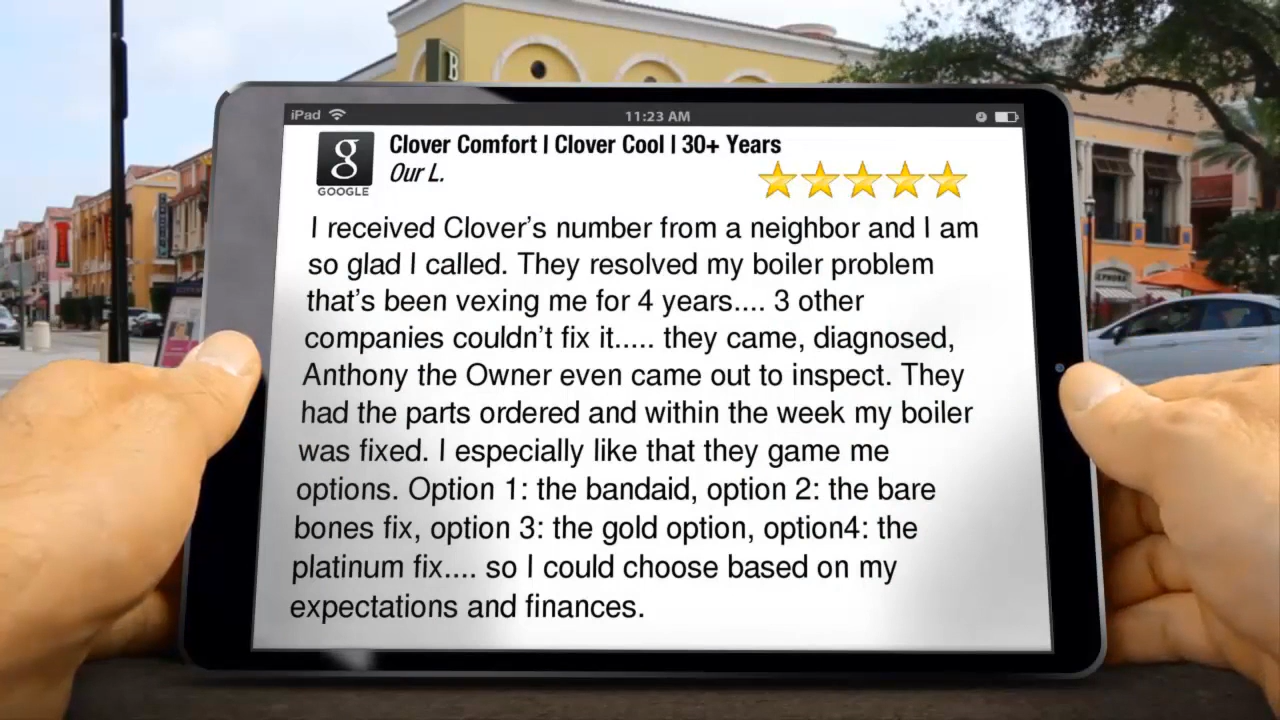 B
iPad
11:23 AM
g
GOOGLE
Clover Comfort | Clover Cool | 30+ Years
Our L.
I received Clover’s number from a neighbor and I am
so glad I called. They resolved my boiler problem
that’s been vexing me for 4 years.... 3 other
companies couldn’t fix it..... they came, diagnosed,
Anthony the Owner even came out to inspect. They
had the parts ordered and within the week my boiler
was fixed. I especially like that they game me
options. Option 1: the bandaid, option 2: the bare
bones fix, option 3: the gold option, option4: the
platinum fix.... so I could choose based on my
expectations and finances.
SEPHORA